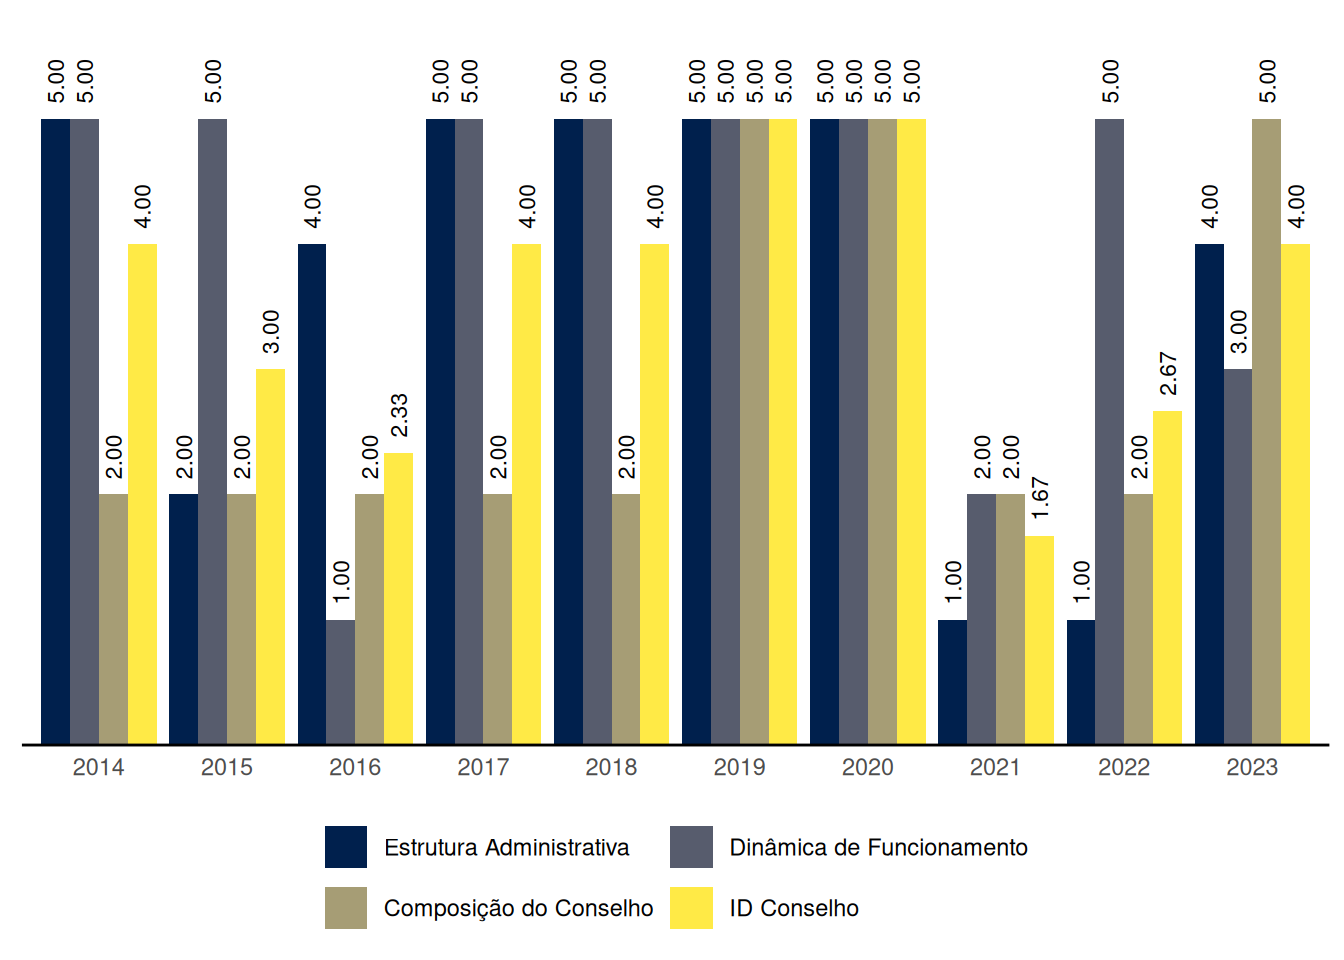 5.00 5.00 2.00 4.00 2.00 5.00 2.00 3.00 4.00 1.00 2.00 2.33 5.00 5.00 2.00 4.00 5.00 5.00 2.00 4.00 5.00 5.00 5.00 5.00 5.00 5.00 5.00 5.00 1.00 2.00 2.00 1.67 1.00 5.00 2.00 2.67 4.00 3.00 5.00 4.00
2014 2015 2016 2017 2018 2019 2020 2021 2022 2023
Estrutura Administrativa Dinâmica de Funcionamento
Composição do Conselho ID Conselho